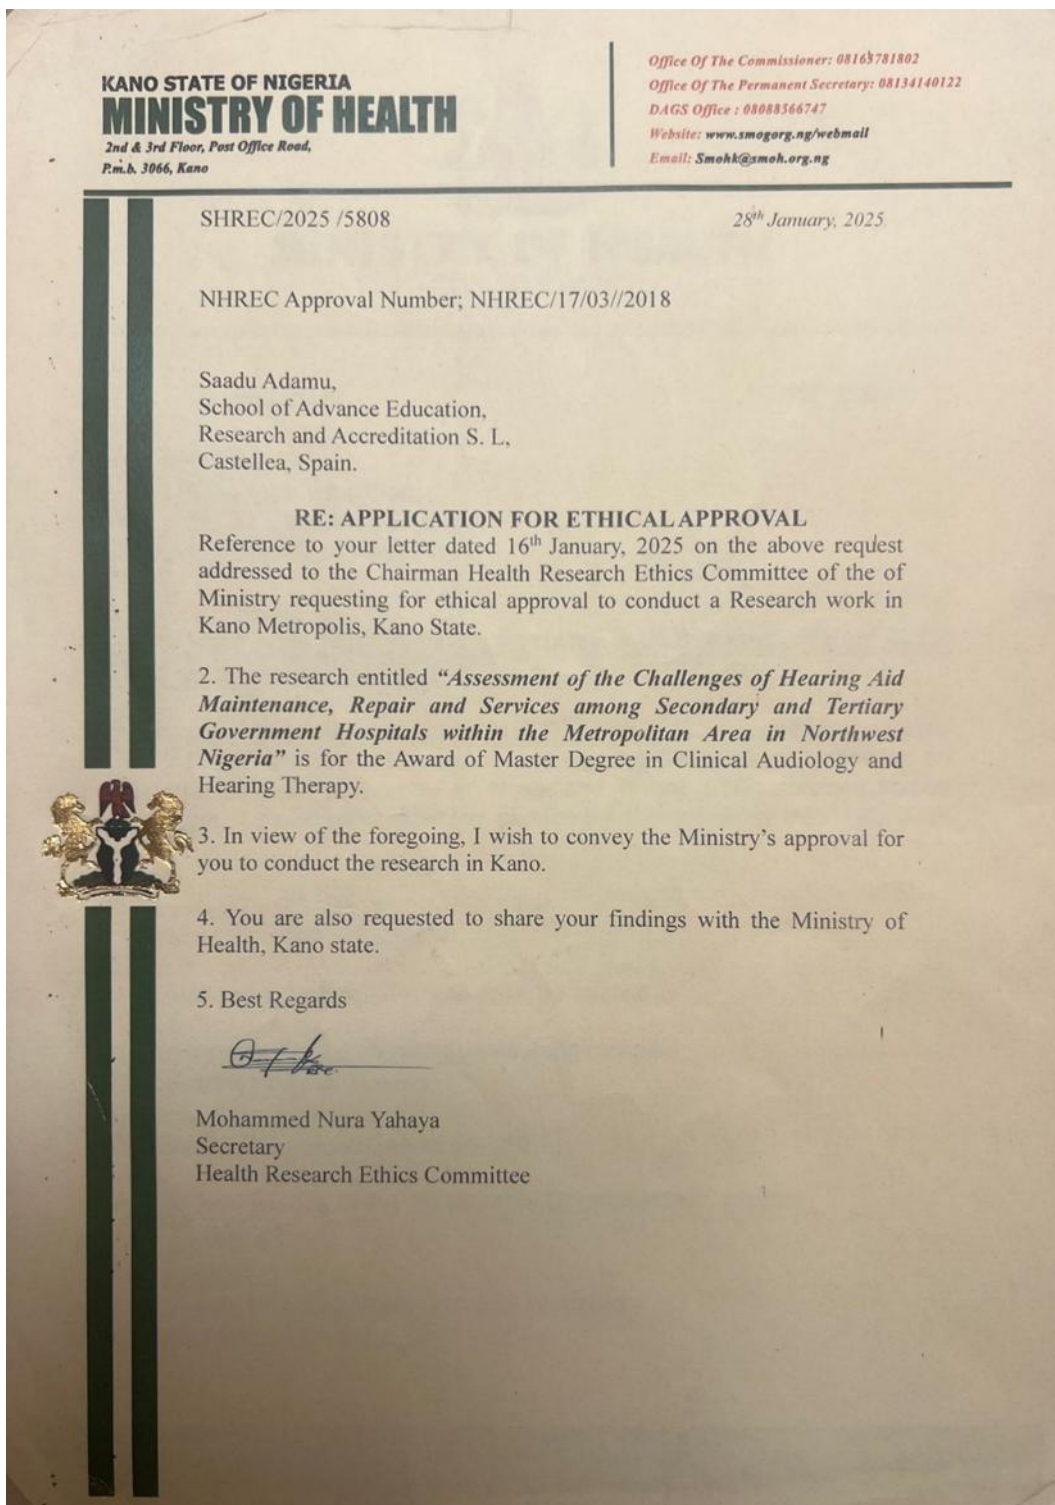 KANO STATE OF NIGERIA
MINISTRY OF HEALTH
2nd & 3rd Floor, Post Office Road,
P.m.b. 3066, Kano
Office Of The Commissioner: 08163781802
Office Of The Permanent Secretary: 08134140122
DAGS Office : 08088566747
Website: www.smogorg.ng/webmail
Email: Smohk@smoh.org.ng
SHREC/2025 /5808
28th January, 2025
NHREC Approval Number; NHREC/17/03//2018
Saadu Adamu,
School of Advance Education,
Research and Accreditation S. L,
Castellea, Spain.
RE: APPLICATION FOR ETHICAL APPROVAL
Reference to your letter dated 16th January, 2025 on the above request
addressed to the Chairman Health Research Ethics Committee of the of
Ministry requesting for ethical approval to conduct a Research work in
Kano Metropolis, Kano State.
2. The research entitled “Assessment of the Challenges of Hearing Aid
Maintenance, Repair and Services among Secondary and Tertiary
Government Hospitals within the Metropolitan Area in Northwest
Nigeria” is for the Award of Master Degree in Clinical Audiology and
Hearing Therapy.
3. In view of the foregoing, I wish to convey the Ministry’s approval for
you to conduct the research in Kano.
4. You are also requested to share your findings with the Ministry of
Health, Kano state.
5. Best Regards
Mohammed Nura Yahaya
Secretary
Health Research Ethics Committee